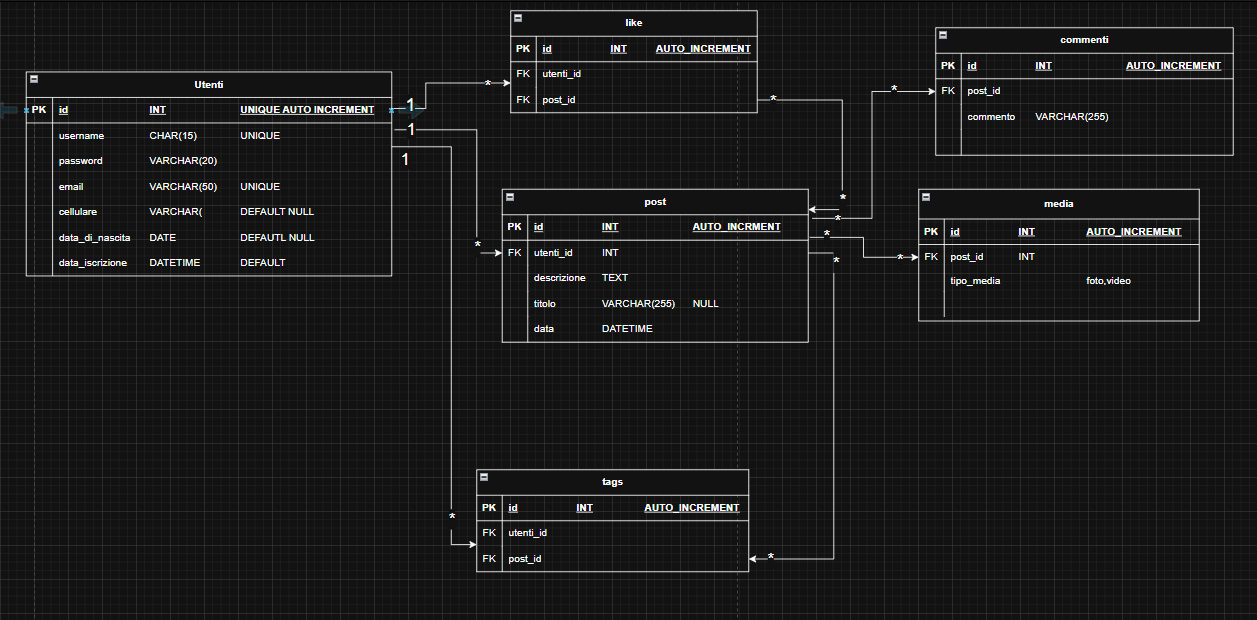 like
PK id INT AUTO_INCREMENT
FK utenti_id
FK post_id
commenti
PK id INT AUTO_INCREMENT
FK post_id
commento VARCHAR(255)
Utenti
PK id INT UNIQUE AUTO INCREMENT
username CHAR(15) UNIQUE
password VARCHAR(20)
email VARCHAR(50) UNIQUE
cellulare VARCHAR( DEFAULT NULL
data_di_nascita DATE DEFAUTL NULL
data_iscrizione DATETIME DEFAULT
1 *
1 *
1 *
* *
* *
* *
* *
post
PK id INT AUTO_INCRMENT
FK utenti_id INT
descrizione TEXT
titolo VARCHAR(255) NULL
data DATETIME
media
PK id INT AUTO_INCREMENT
FK post_id INT
tipo_media foto,video
tags
PK id INT AUTO_INCREMENT
FK utenti_id
FK post_id